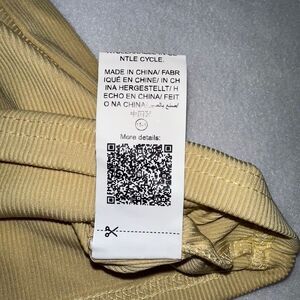 NTLE CYCLE.
MADE IN CHINA/ FABR
IQUÉ EN CHINE/ IN CH
INA HERGESTELLT/ H
ECHO EN CHINA/ FEIT
O NA CHINA/
More details: